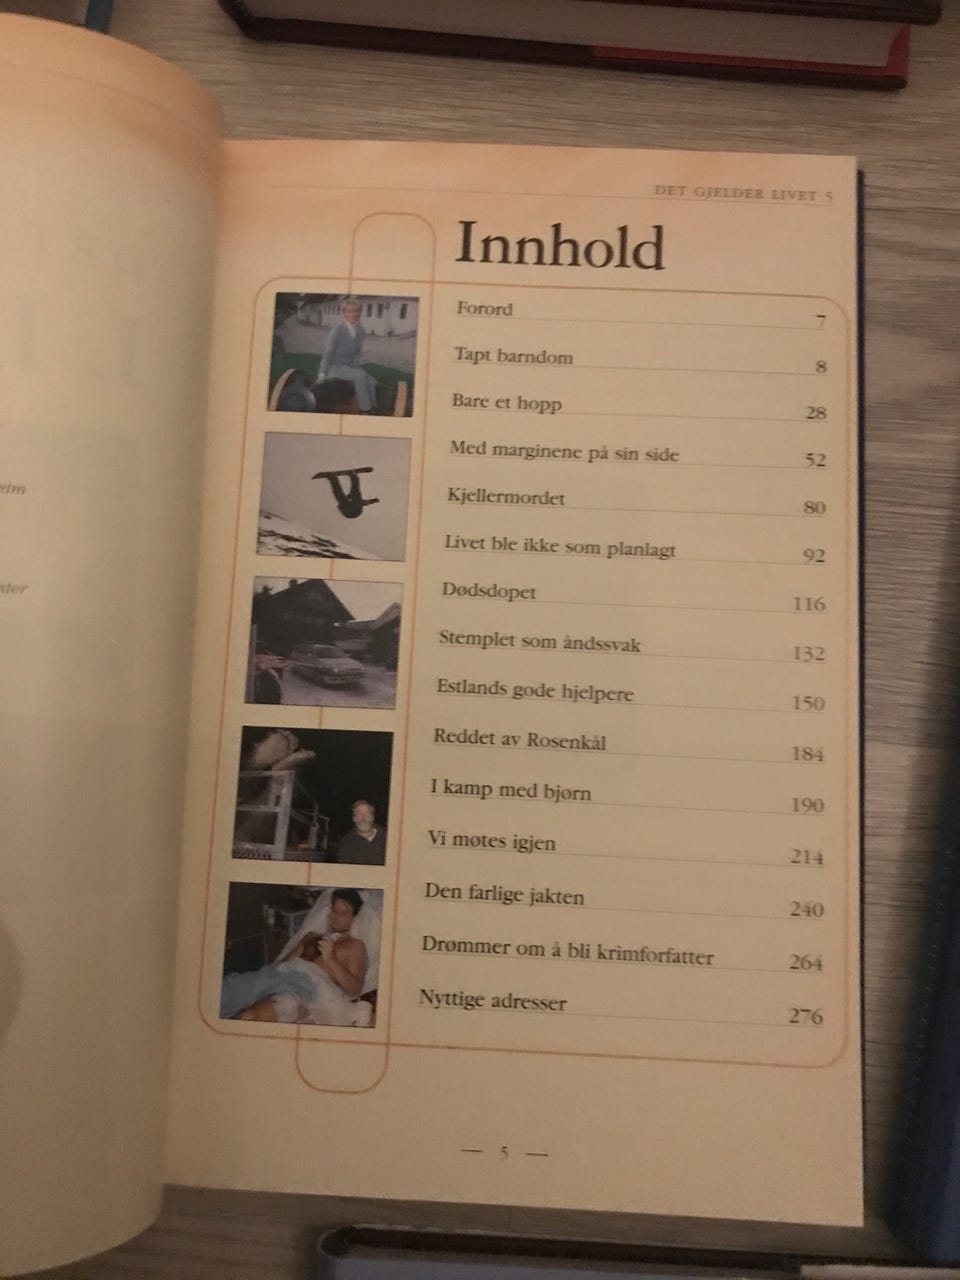 DET GJELDER LIVET 5
Innhold
Forord 7
Tapt barndom 8
Bare et hopp 28
Med marginene på sin side 52
Kjellermordet 80
Livet ble ikke som planlagt 92
Dødsdopet 116
Stemplet som åndssvak 132
Estlands gode hjelpere 150
Reddet av Rosenkål 184
I kamp med bjørn 190
Vi møtes igjen 214
Den farlige jakten 240
Drømmer om å bli krimforfatter 264
Nyttige adresser 276
— 5 —